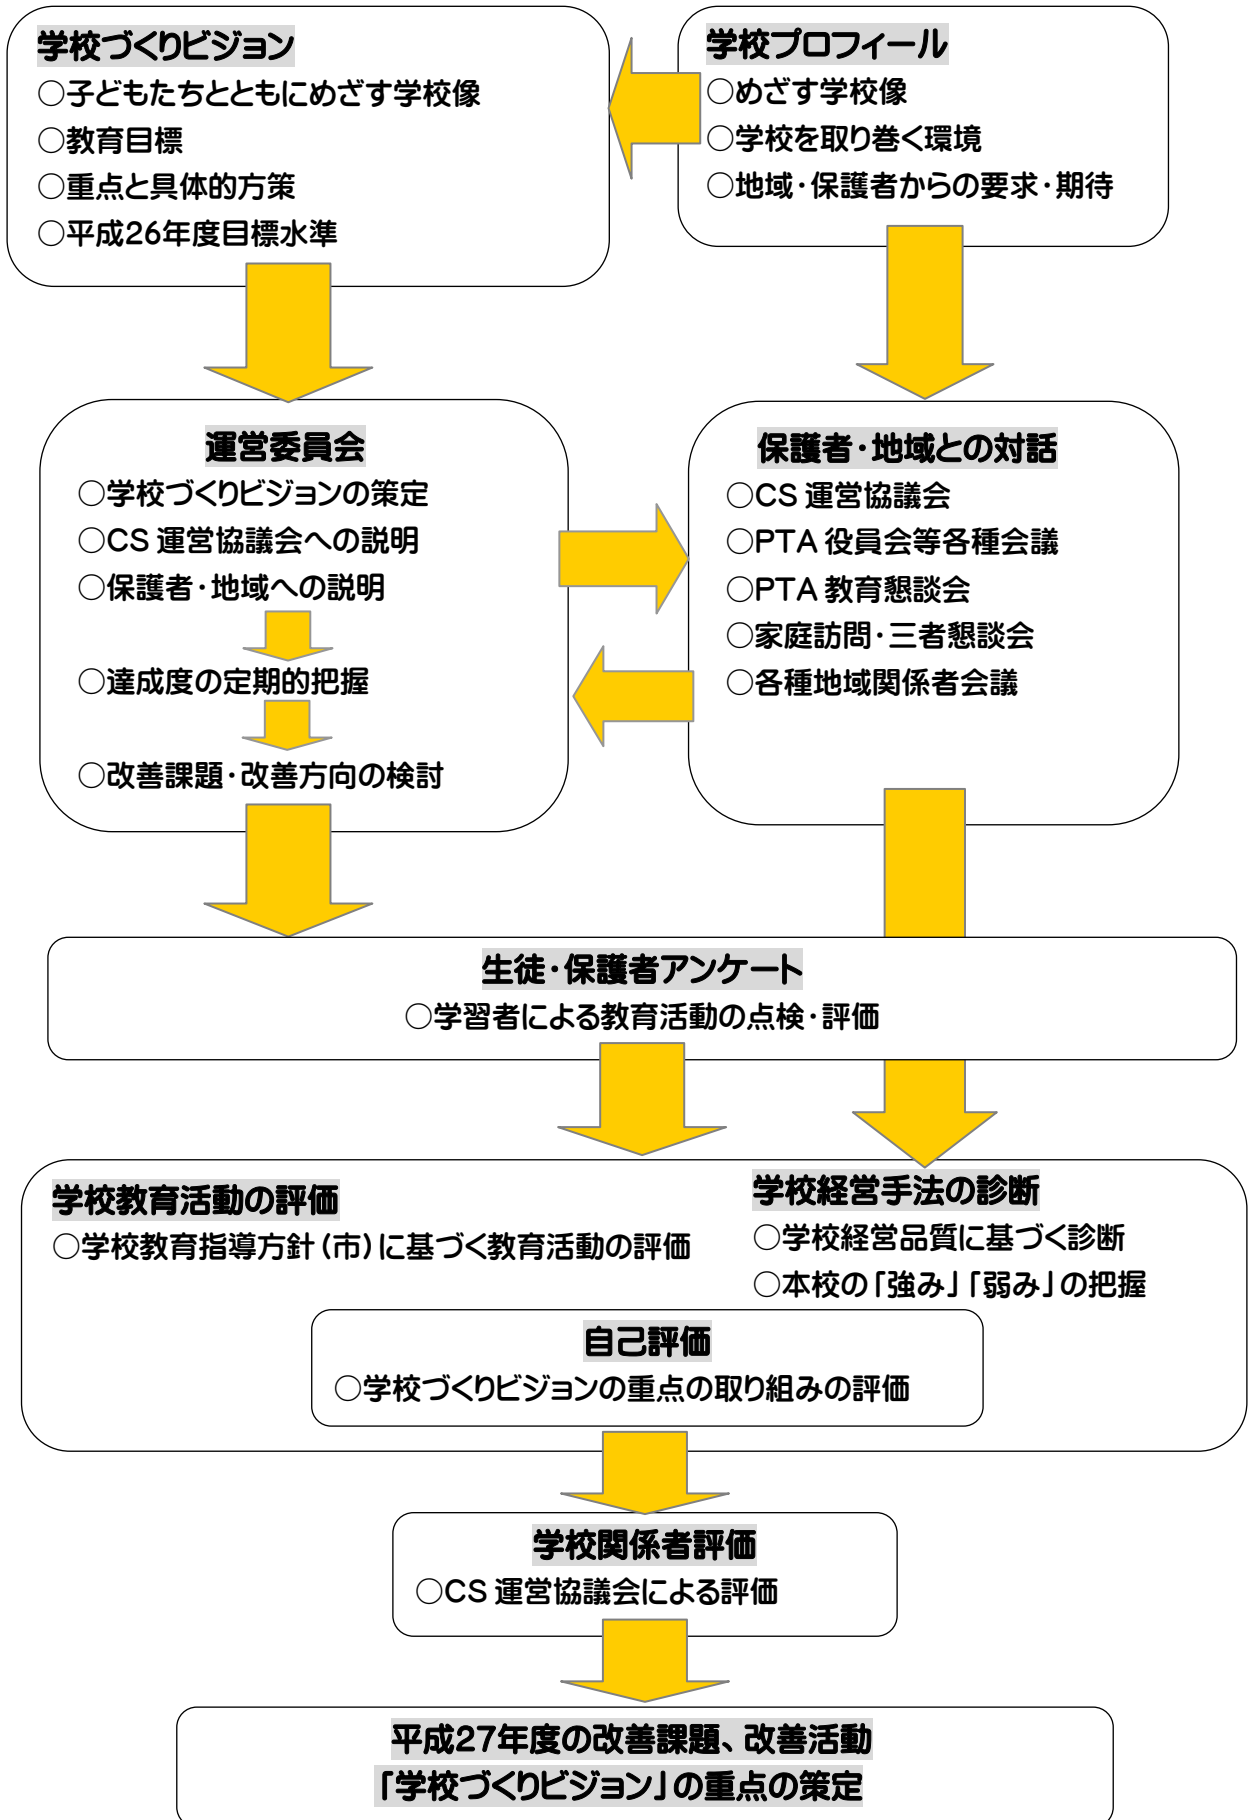 学校づくりビジョン
○子どもたちとともにめざす学校像
○教育目標
○重点と具体的方策
○平成26年度目標水準
学校プロフィール
○めざす学校像
○学校を取り巻く環境
○地域・保護者からの要求・期待
運営委員会
○学校づくりビジョンの策定
○CS 運営協議会への説明
○保護者・地域への説明
○達成度の定期的把握
○改善課題・改善方向の検討
保護者・地域との対話
○CS 運営協議会
○PTA 役員会等各種会議
○PTA 教育懇談会
○家庭訪問・三者懇談会
○各種地域関係者会議
生徒・保護者アンケート
○学習者による教育活動の点検・評価
学校教育活動の評価
○学校教育指導方針（市）に基づく教育活動の評価
学校経営手法の診断
○学校経営品質に基づく診断
○本校の「強み」「弱み」の把握
自己評価
○学校づくりビジョンの重点の取り組みの評価
学校関係者評価
○CS 運営協議会による評価
平成27年度の改善課題、改善活動
「学校づくりビジョン」の重点の策定